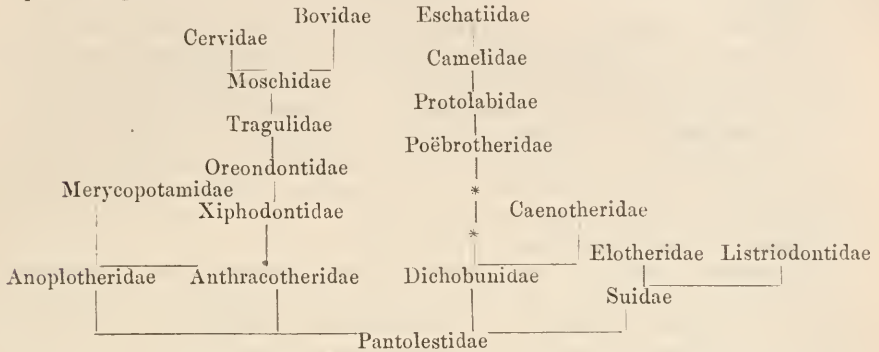 Bovidae Eschatiidae
Cervidae
Camelidae
Moschidae
Protolabidae
Tragulidae
Poëbrotheridae
Oreondontidae
Merycopotamidae
*
Xiphodontidae
Caenotheridae
*
Elotheridae Listriodontidae
Anoplotheridae Anthracotheridae Dichobunidae
Suidae
Pantolestidae